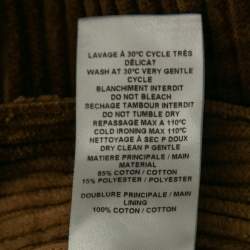 LAVAGE À 30°C CYCLE TRÈS
DÉLICAT
WASH AT 30°C VERY GENTLE
CYCLE
BLANCHIMENT INTERDIT
DO NOT BLEACH
SECHAGE TAMBOUR INTERDIT
DO NOT TUMBLE DRY
REPASSAGE MAX A 110°C
COLD IRONING MAX 110°C
NETTOYAGE À SEC P DOUX
DRY CLEAN P GENTLE
MATIERE PRINCIPALE / MAIN
MATERIAL
85% COTON / COTTON
15% POLYESTER / POLYESTER
DOUBLURE PRINCIPALE / MAIN
LINING
100% COTON / COTTON